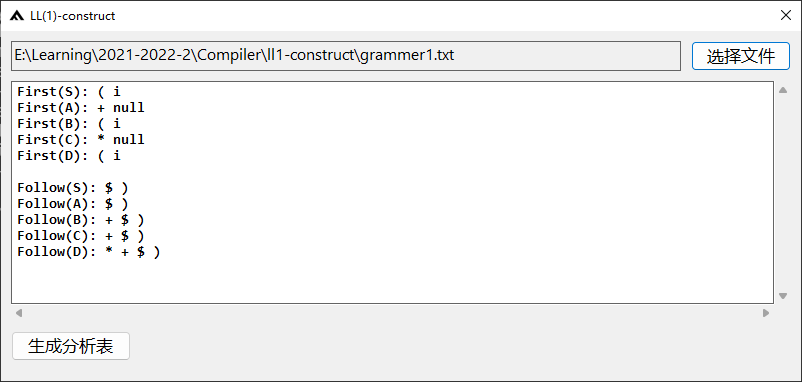 LL(1)-construct
E:\Learning\2021-2022-2\Compiler\ll1-construct\grammer1.txt
选择文件
First(S): ( i
First(A): + null
First(B): ( i
First(C): * null
First(D): ( i
Follow(S): $ )
Follow(A): $ )
Follow(B): + $ )
Follow(C): + $ )
Follow(D): * + $ )
生成分析表